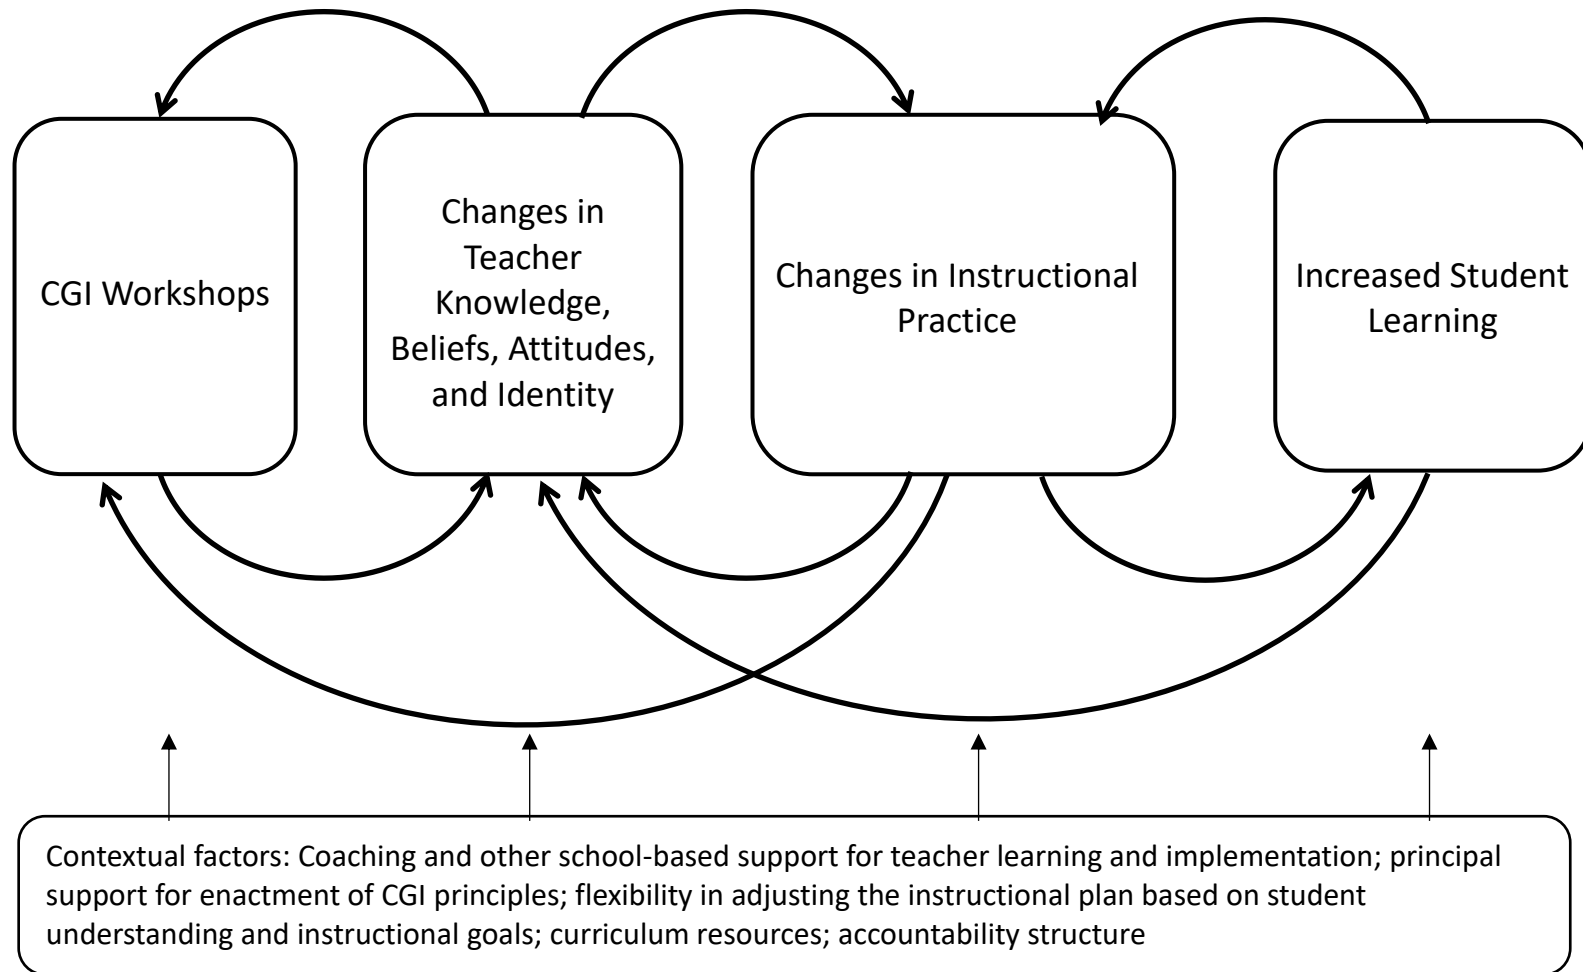 CGI Workshops
Changes in
Teacher
Knowledge,
Beliefs, Attitudes,
and Identity
Changes in Instructional
Practice
Increased Student
Learning
Contextual factors: Coaching and other school-based support for teacher learning and implementation; principal
support for enactment of CGI principles; flexibility in adjusting the instructional plan based on student
understanding and instructional goals; curriculum resources; accountability structure